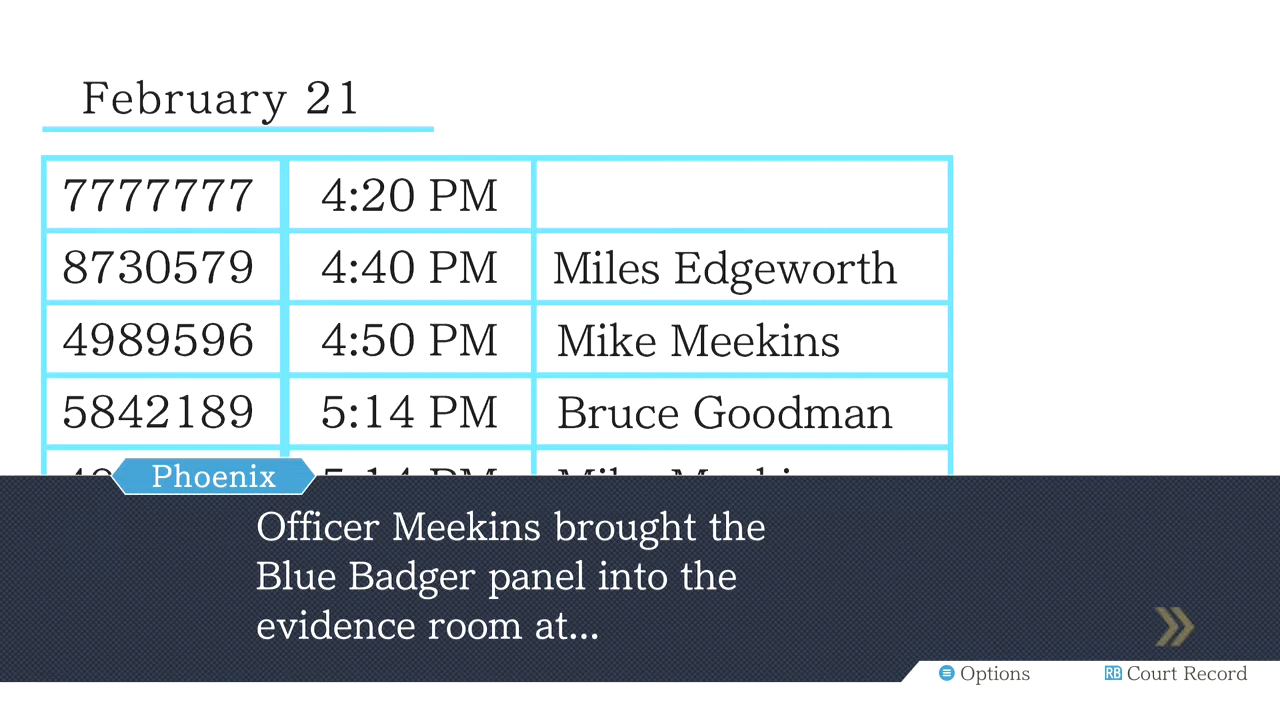 February 21
7777777 4:20 PM
8730579 4:40 PM Miles Edgeworth
4989596 4:50 PM Mike Meekins
5842189 5:14 PM Bruce Goodman
Phoenix
Officer Meekins brought the
Blue Badger panel into the
evidence room at...
Options RB Court Record